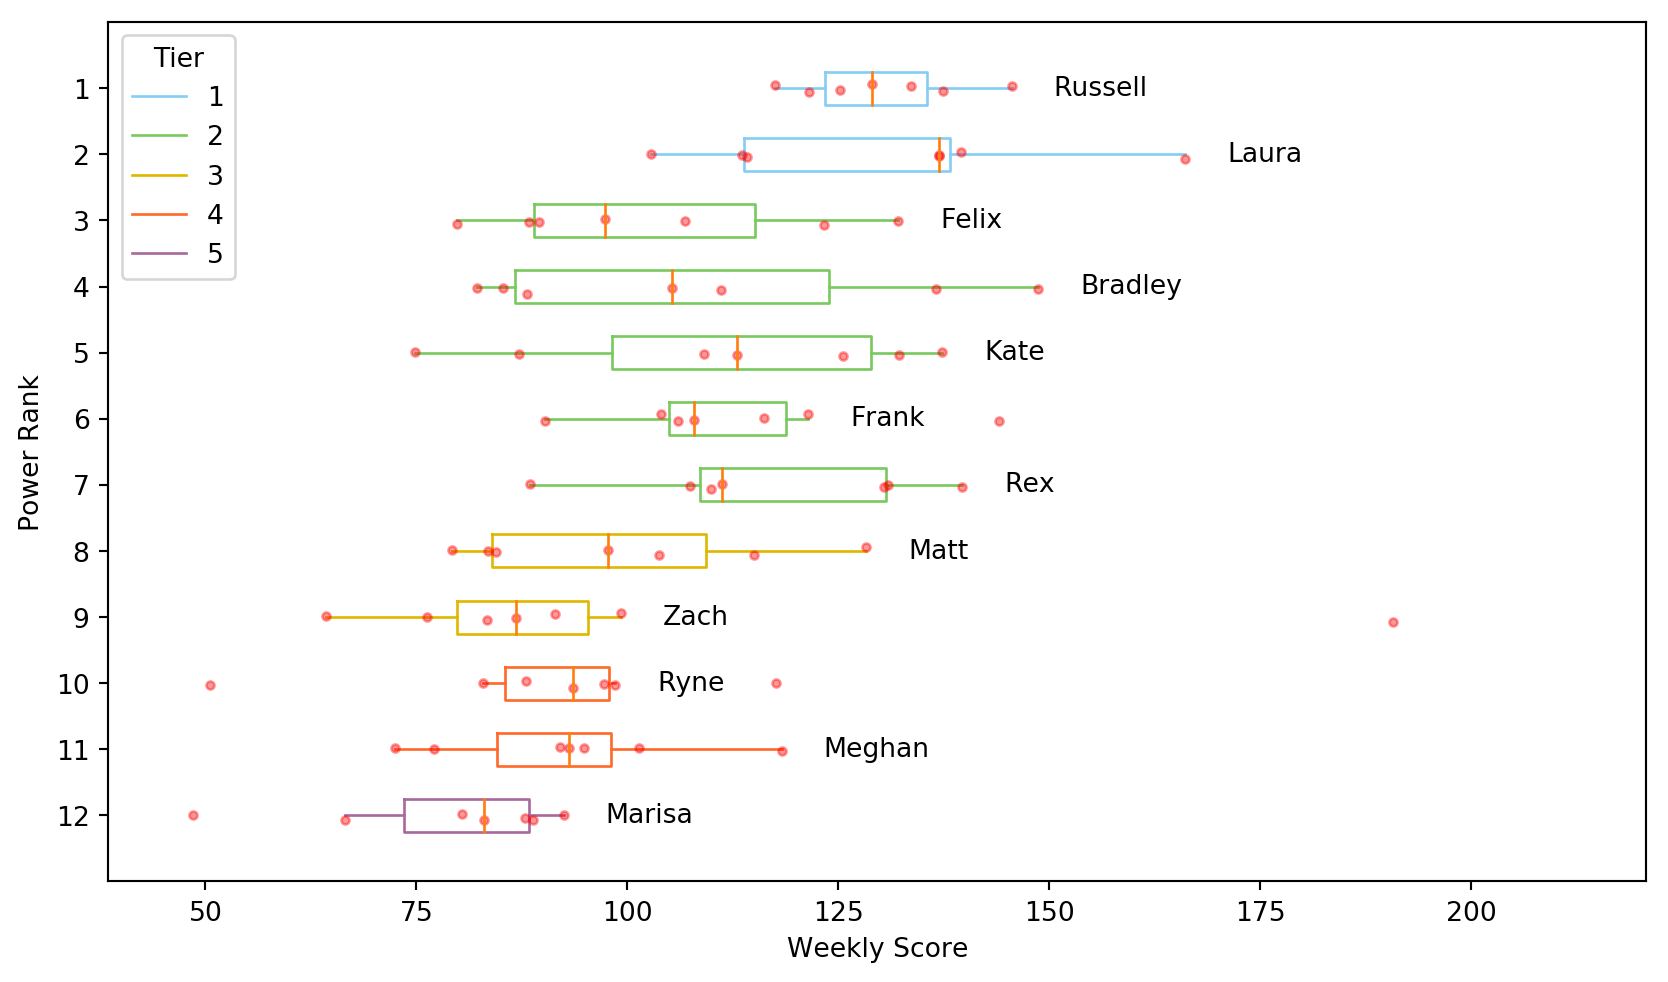 Tier
1
2
3
4
5
Power Rank
1
2
3
4
5
6
7
8
9
10
11
12
Russell
Laura
Felix
Bradley
Kate
Frank
Rex
Matt
Zach
Ryne
Meghan
Marisa
50 75 100 125 150 175 200
Weekly Score